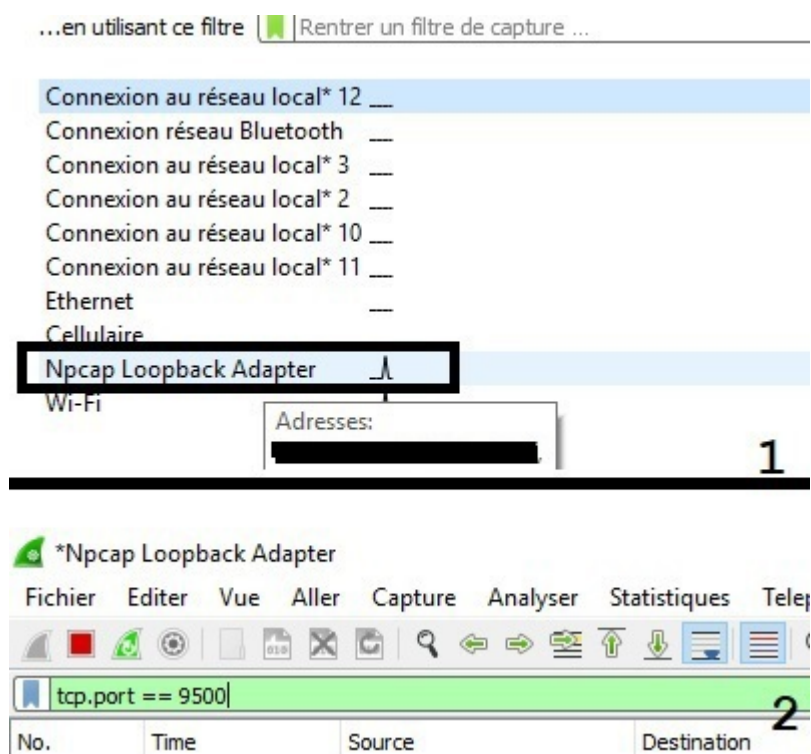 ...en utilisant ce filtre Rentrer un filtre de capture ...
Connexion au réseau local* 12
Connexion réseau Bluetooth
Connexion au réseau local* 3
Connexion au réseau local* 2
Connexion au réseau local* 10
Connexion au réseau local* 11
Ethernet
Cellulaire
Npcap Loopback Adapter
Wi-Fi
Adresses:
1
*Npcap Loopback Adapter
Fichier Editer Vue Aller Capture Analyser Statistiques Telep
tcp.port == 9500
2
No. Time Source Destination